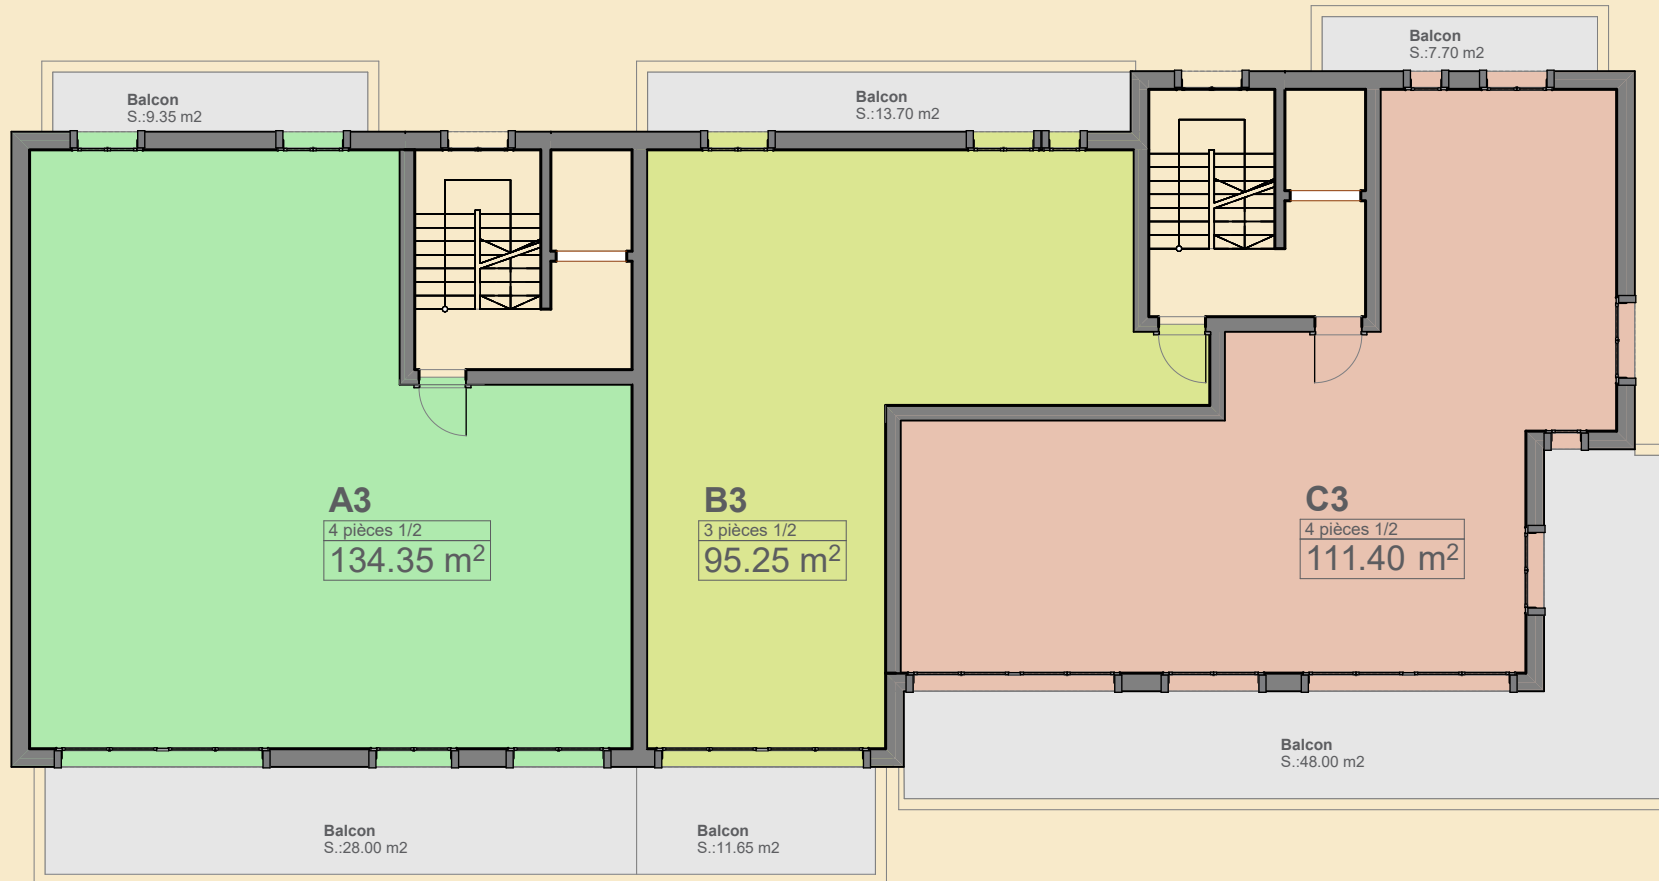 Balcon
S.:7.70 m2
Balcon
S.:9.35 m2
Balcon
S.:13.70 m2
A3
4 pièces 1/2
134.35 m²
B3
3 pièces 1/2
95.25 m²
C3
4 pièces 1/2
111.40 m²
Balcon
S.:48.00 m2
Balcon
S.:28.00 m2
Balcon
S.:11.65 m2